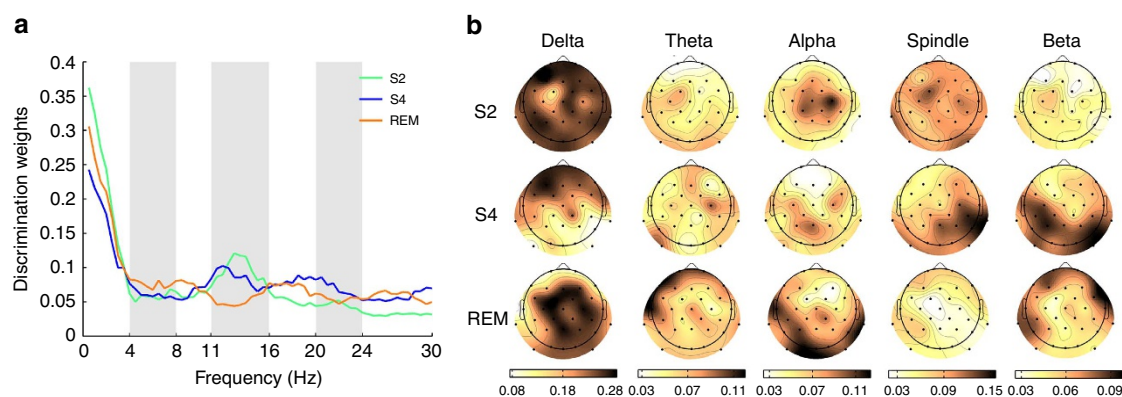 a
0.4
0.35
0.3
0.25
0.2
0.15
0.1
0.05
0
Discrimination weights
S2
S4
REM
0 4 8 11 16 20 24 30
Frequency (Hz)
b
Delta Theta Alpha Spindle Beta
S2
S4
REM
0.08 0.18 0.28 0.03 0.07 0.11 0.03 0.07 0.12 0.03 0.09 0.15 0.03 0.06 0.09